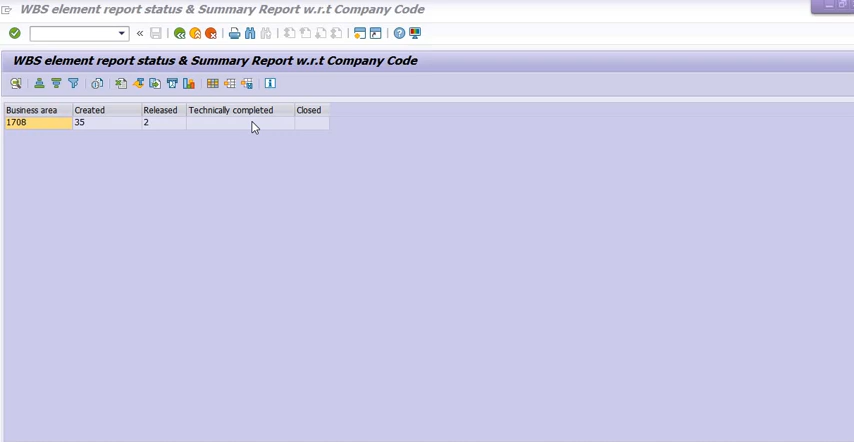 WBS element report status & Summary Report w.r.t Company Code
WBS element report status & Summary Report w.r.t Company Code
Business area Created Released Technically completed Closed
1708 35 2